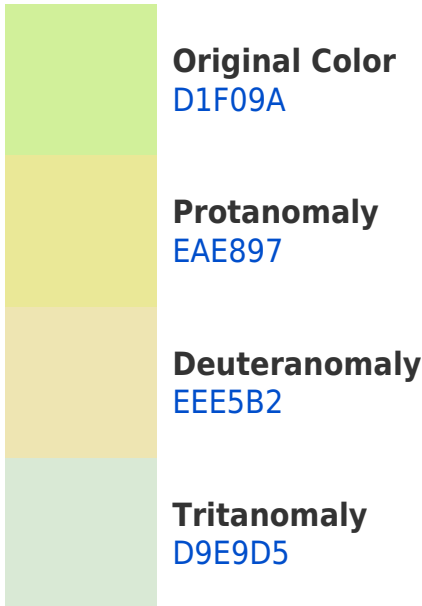 Original Color
D1F09A
Protanomaly
EAE897
Deuteranomaly
EEE5B2
Tritanomaly
D9E9D5